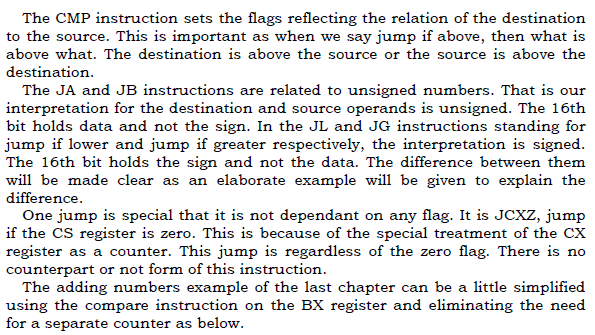 The CMP instruction sets the flags reflecting the relation of the destination
to the source. This is important as when we say jump if above, then what is
above what. The destination is above the source or the source is above the
destination.
The JA and JB instructions are related to unsigned numbers. That is our
interpretation for the destination and source operands is unsigned. The 16th
bit holds data and not the sign. In the JL and JG instructions standing for
jump if lower and jump if greater respectively, the interpretation is signed.
The 16th bit holds the sign and not the data. The difference between them
will be made clear as an elaborate example will be given to explain the
difference.
One jump is special that it is not dependant on any flag. It is JCXZ, jump
if the CS register is zero. This is because of the special treatment of the CX
register as a counter. This jump is regardless of the zero flag. There is no
counterpart or not form of this instruction.
The adding numbers example of the last chapter can be a little simplified
using the compare instruction on the BX register and eliminating the need
for a separate counter as below.